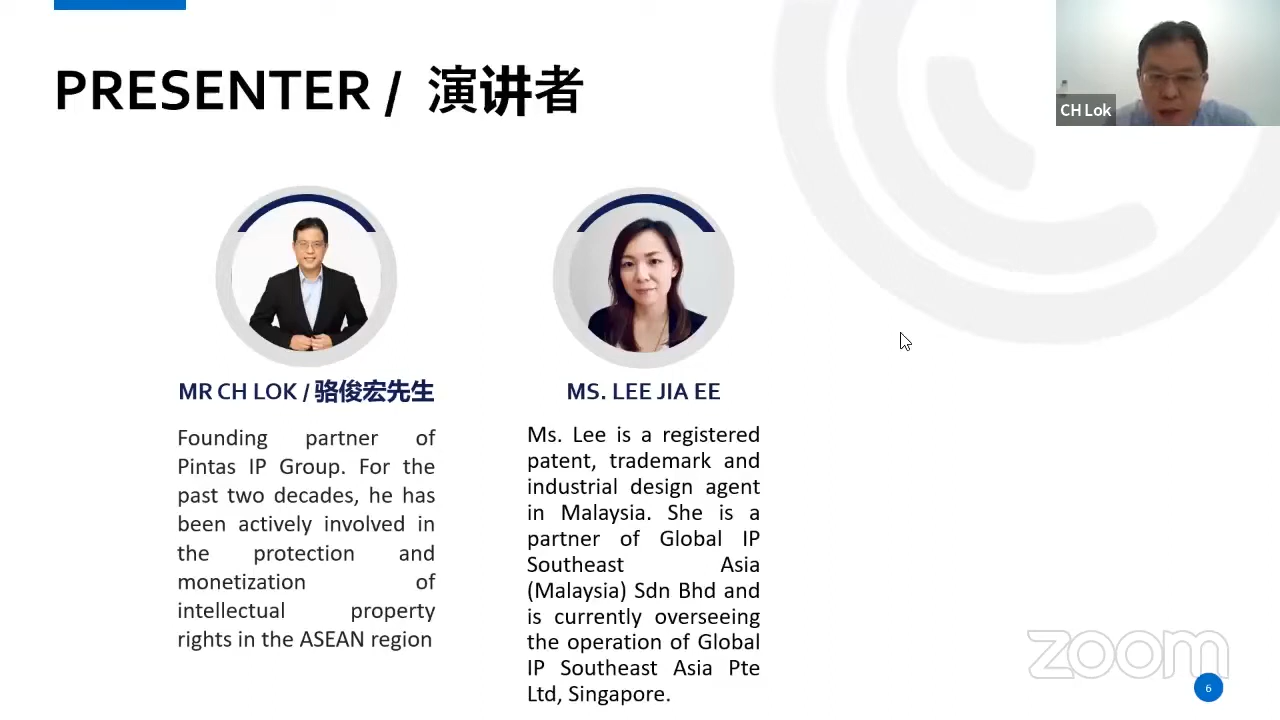 PRESENTER / 演讲者
CH Lok
MR CH LOK / 骆俊宏先生
Founding partner of
Pintas IP Group. For the
past two decades, he has
been actively involved in
the protection and
monetization of
intellectual property
rights in the ASEAN region
MS. LEE JIA EE
Ms. Lee is a registered
patent, trademark and
industrial design agent
in Malaysia. She is a
partner of Global IP
Southeast Asia
(Malaysia) Sdn Bhd and
is currently overseeing
the operation of Global
IP Southeast Asia Pte
Ltd, Singapore.
zoom
6